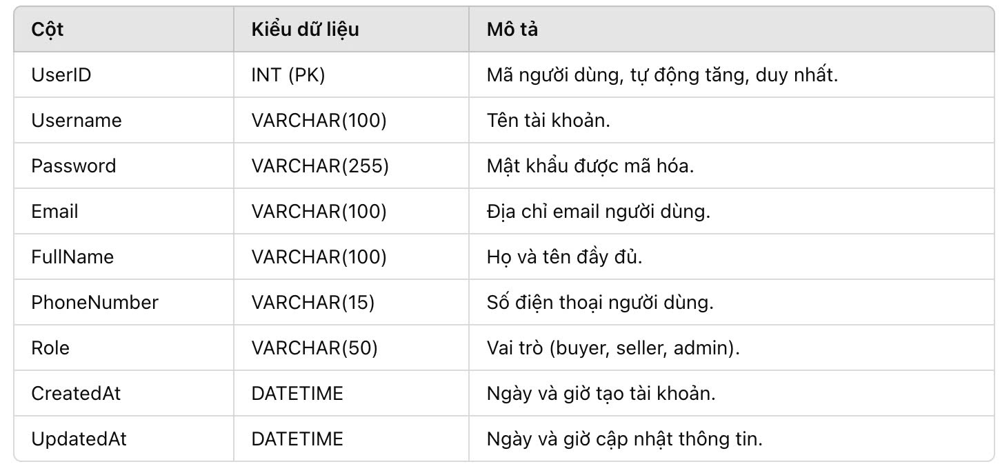 Cột Kiểu dữ liệu Mô tả
UserID INT (PK) Mã người dùng, tự động tăng, duy nhất.
Username VARCHAR(100) Tên tài khoản.
Password VARCHAR(255) Mật khẩu được mã hóa.
Email VARCHAR(100) Địa chỉ email người dùng.
FullName VARCHAR(100) Họ và tên đầy đủ.
PhoneNumber VARCHAR(15) Số điện thoại người dùng.
Role VARCHAR(50) Vai trò (buyer, seller, admin).
CreatedAt DATETIME Ngày và giờ tạo tài khoản.
UpdatedAt DATETIME Ngày và giờ cập nhật thông tin.